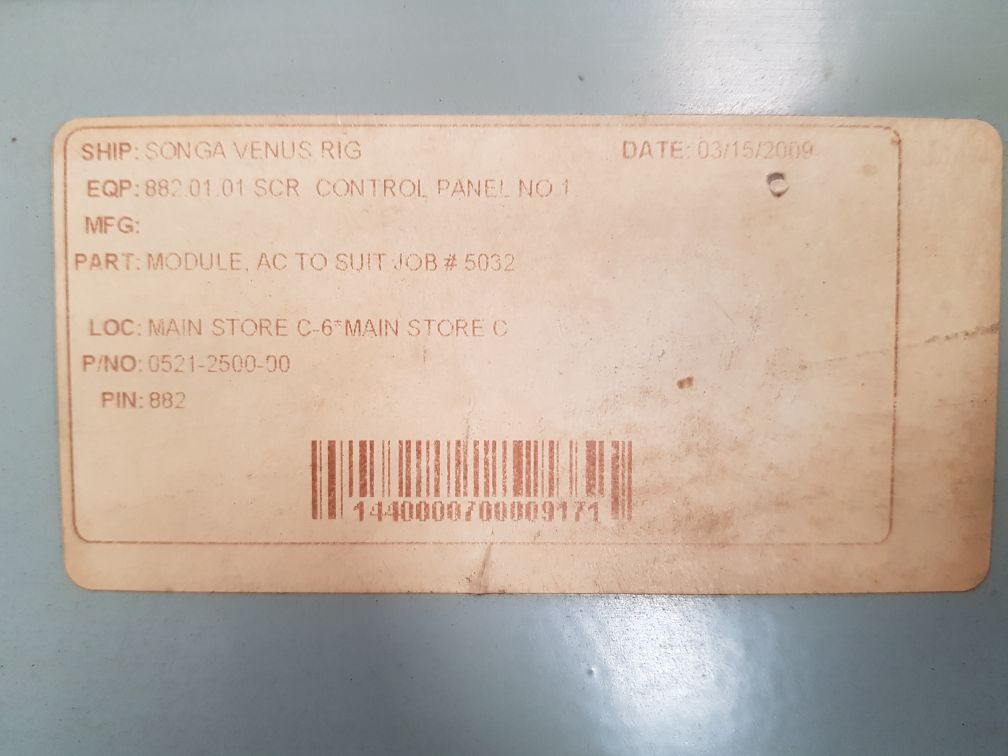 SHIP: SONGA VENUS RIG DATE: 03/15/2009
EQP: 882.01.01 SCR CONTROL PANEL NO.1
MFG:
PART: MODULE, AC TO SUIT JOB # 5032
LOC: MAIN STORE C-6*MAIN STORE C
P/NO: 0521-2500-00
PIN: 882
1440000700009171